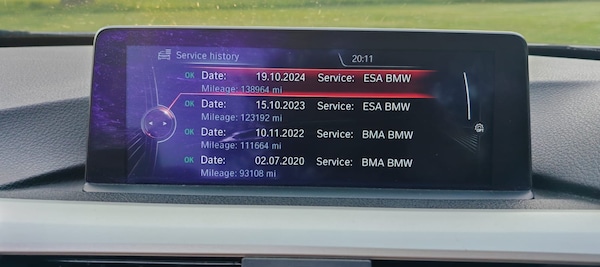 Service history 20:11
OK Date: 19.10.2024 Service: ESA BMW
Mileage: 138964 mi
OK Date: 15.10.2023 Service: ESA BMW
Mileage: 123192 mi
OK Date: 10.11.2022 Service: BMA BMW
Mileage: 111664 mi
OK Date: 02.07.2020 Service: BMA BMW
Mileage: 93108 mi